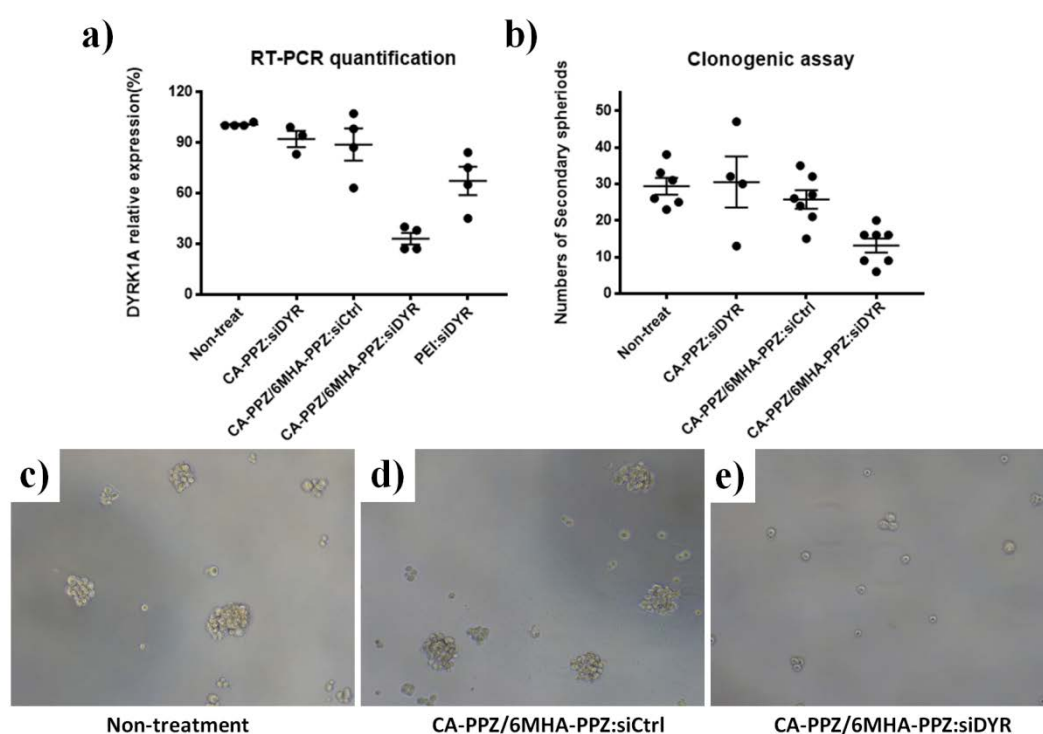 a)
RT-PCR quantification
DYRK1A relative expression(%)
120
90
60
30
0
Non-treat
CA-PPZ:siDYR
CA-PPZ/6MHA-PPZ:siCtrl
CA-PPZ/6MHA-PPZ:siDYR
PEI:siDYR
b)
Clonogenic assay
Numbers of Secondary spheriods
50
40
30
20
10
0
Non-treat
CA-PPZ:siDYR
CA-PPZ/6MHA-PPZ:siCtrl
CA-PPZ/6MHA-PPZ:siDYR
c)
d)
e)
Non-treatment
CA-PPZ/6MHA-PPZ:siCtrl
CA-PPZ/6MHA-PPZ:siDYR